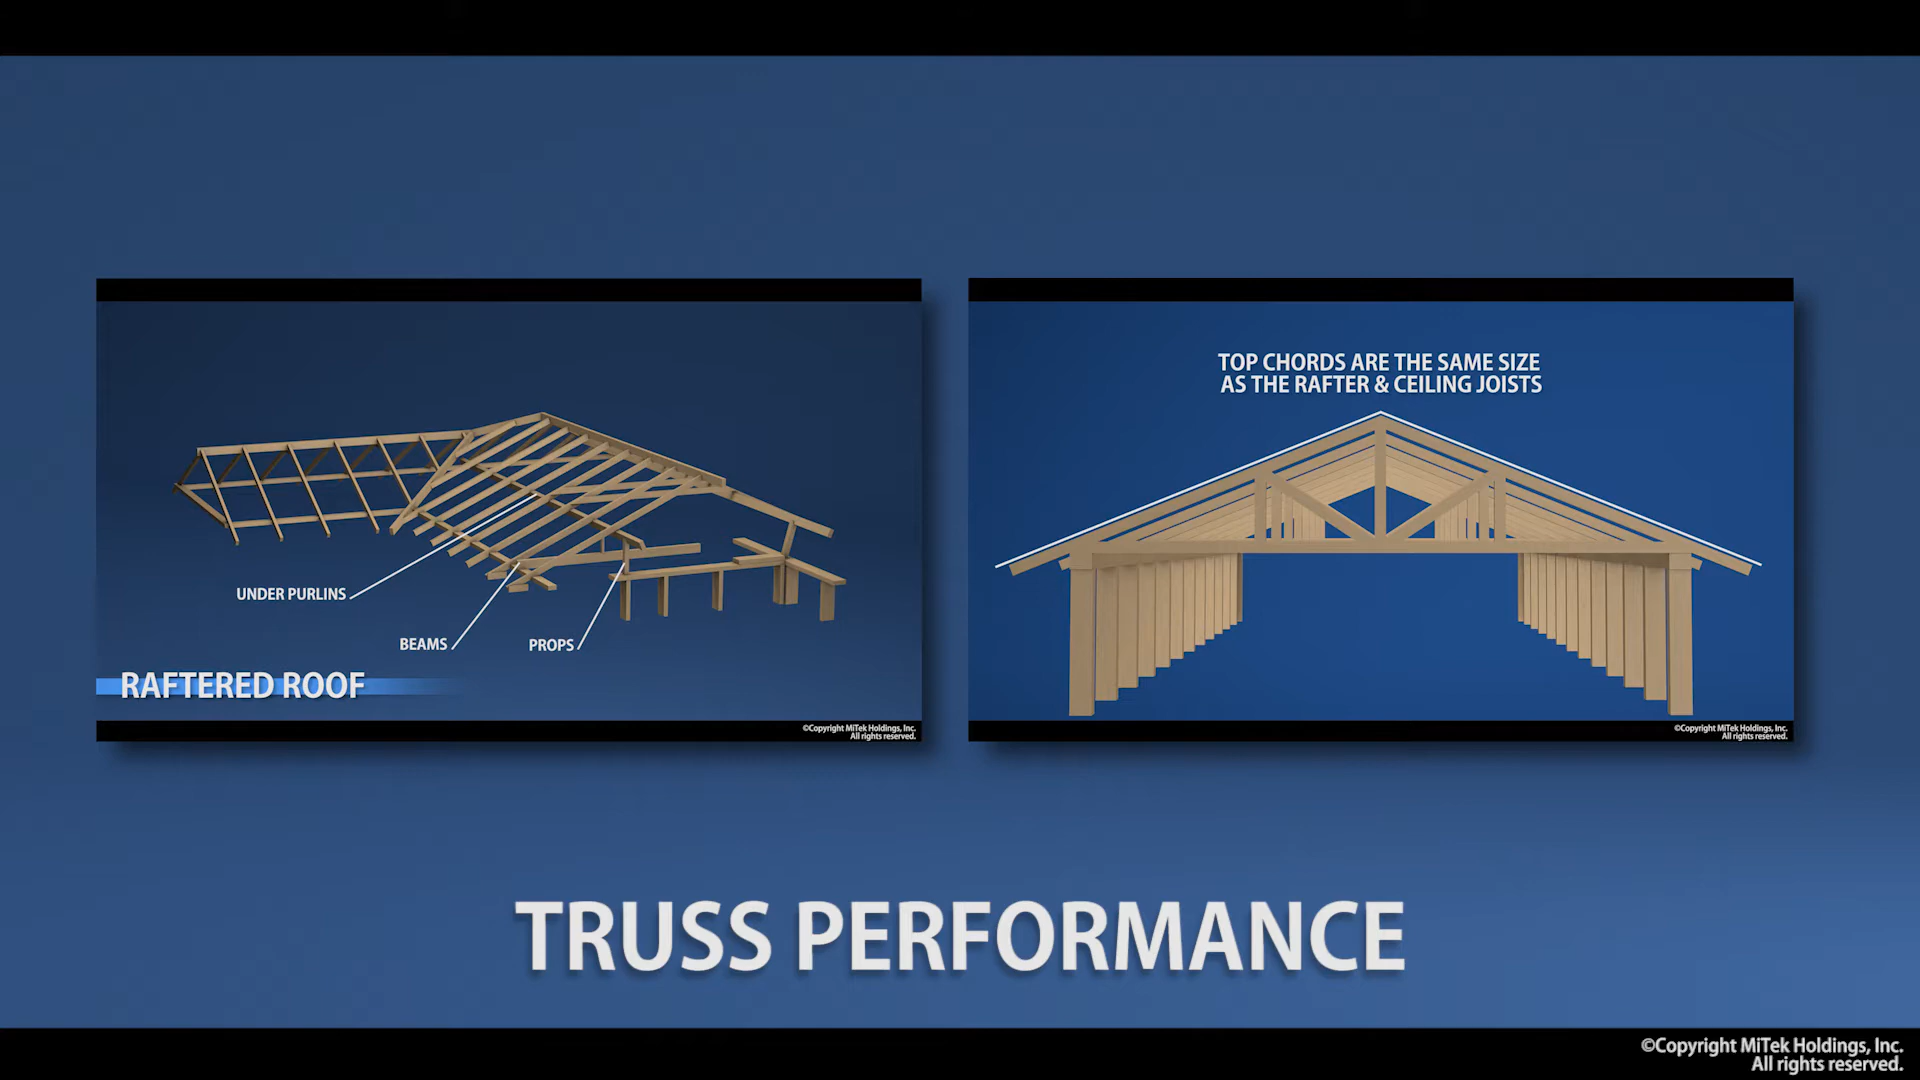 UNDER PURLINS
BEAMS
PROPS
RAFTERED ROOF
©Copyright MiTek Holdings, Inc.
All rights reserved.
TOP CHORDS ARE THE SAME SIZE
AS THE RAFTER & CEILING JOISTS
©Copyright MiTek Holdings, Inc.
All rights reserved.
TRUSS PERFORMANCE
©Copyright MiTek Holdings, Inc.
All rights reserved.